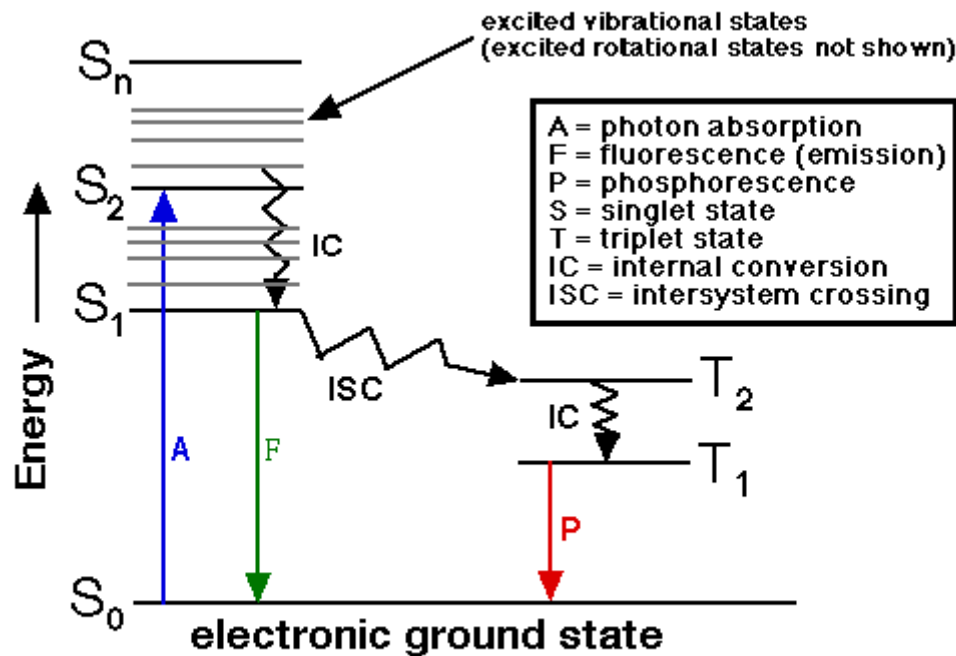 excited vibrational states
(excited rotational states not shown)
Sn
A = photon absorption
F = fluorescence (emission)
P = phosphorescence
S = singlet state
T = triplet state
IC = internal conversion
ISC = intersystem crossing
S2
IC
S1
ISC
T2
IC
Energy
A
F
T1
P
S0
electronic ground state